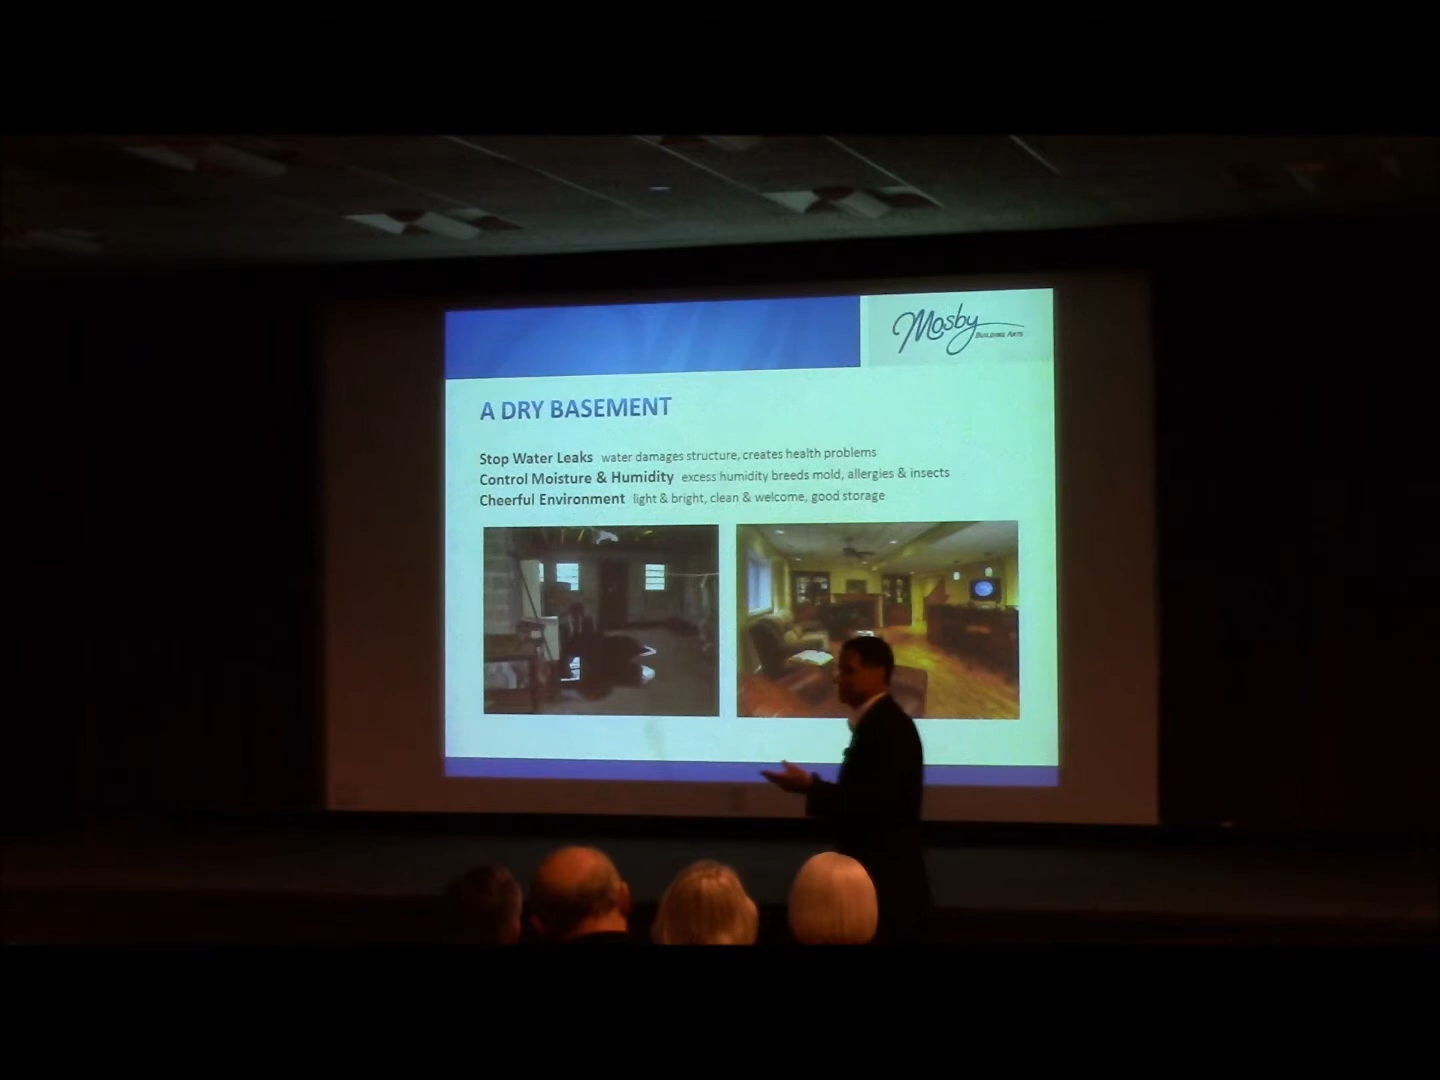 Mosby
BUILDING ARTS
A DRY BASEMENT
Stop Water Leaks water damages structure, creates health problems
Control Moisture & Humidity excess humidity breeds mold, allergies & insects
Cheerful Environment light & bright, clean & welcome, good storage